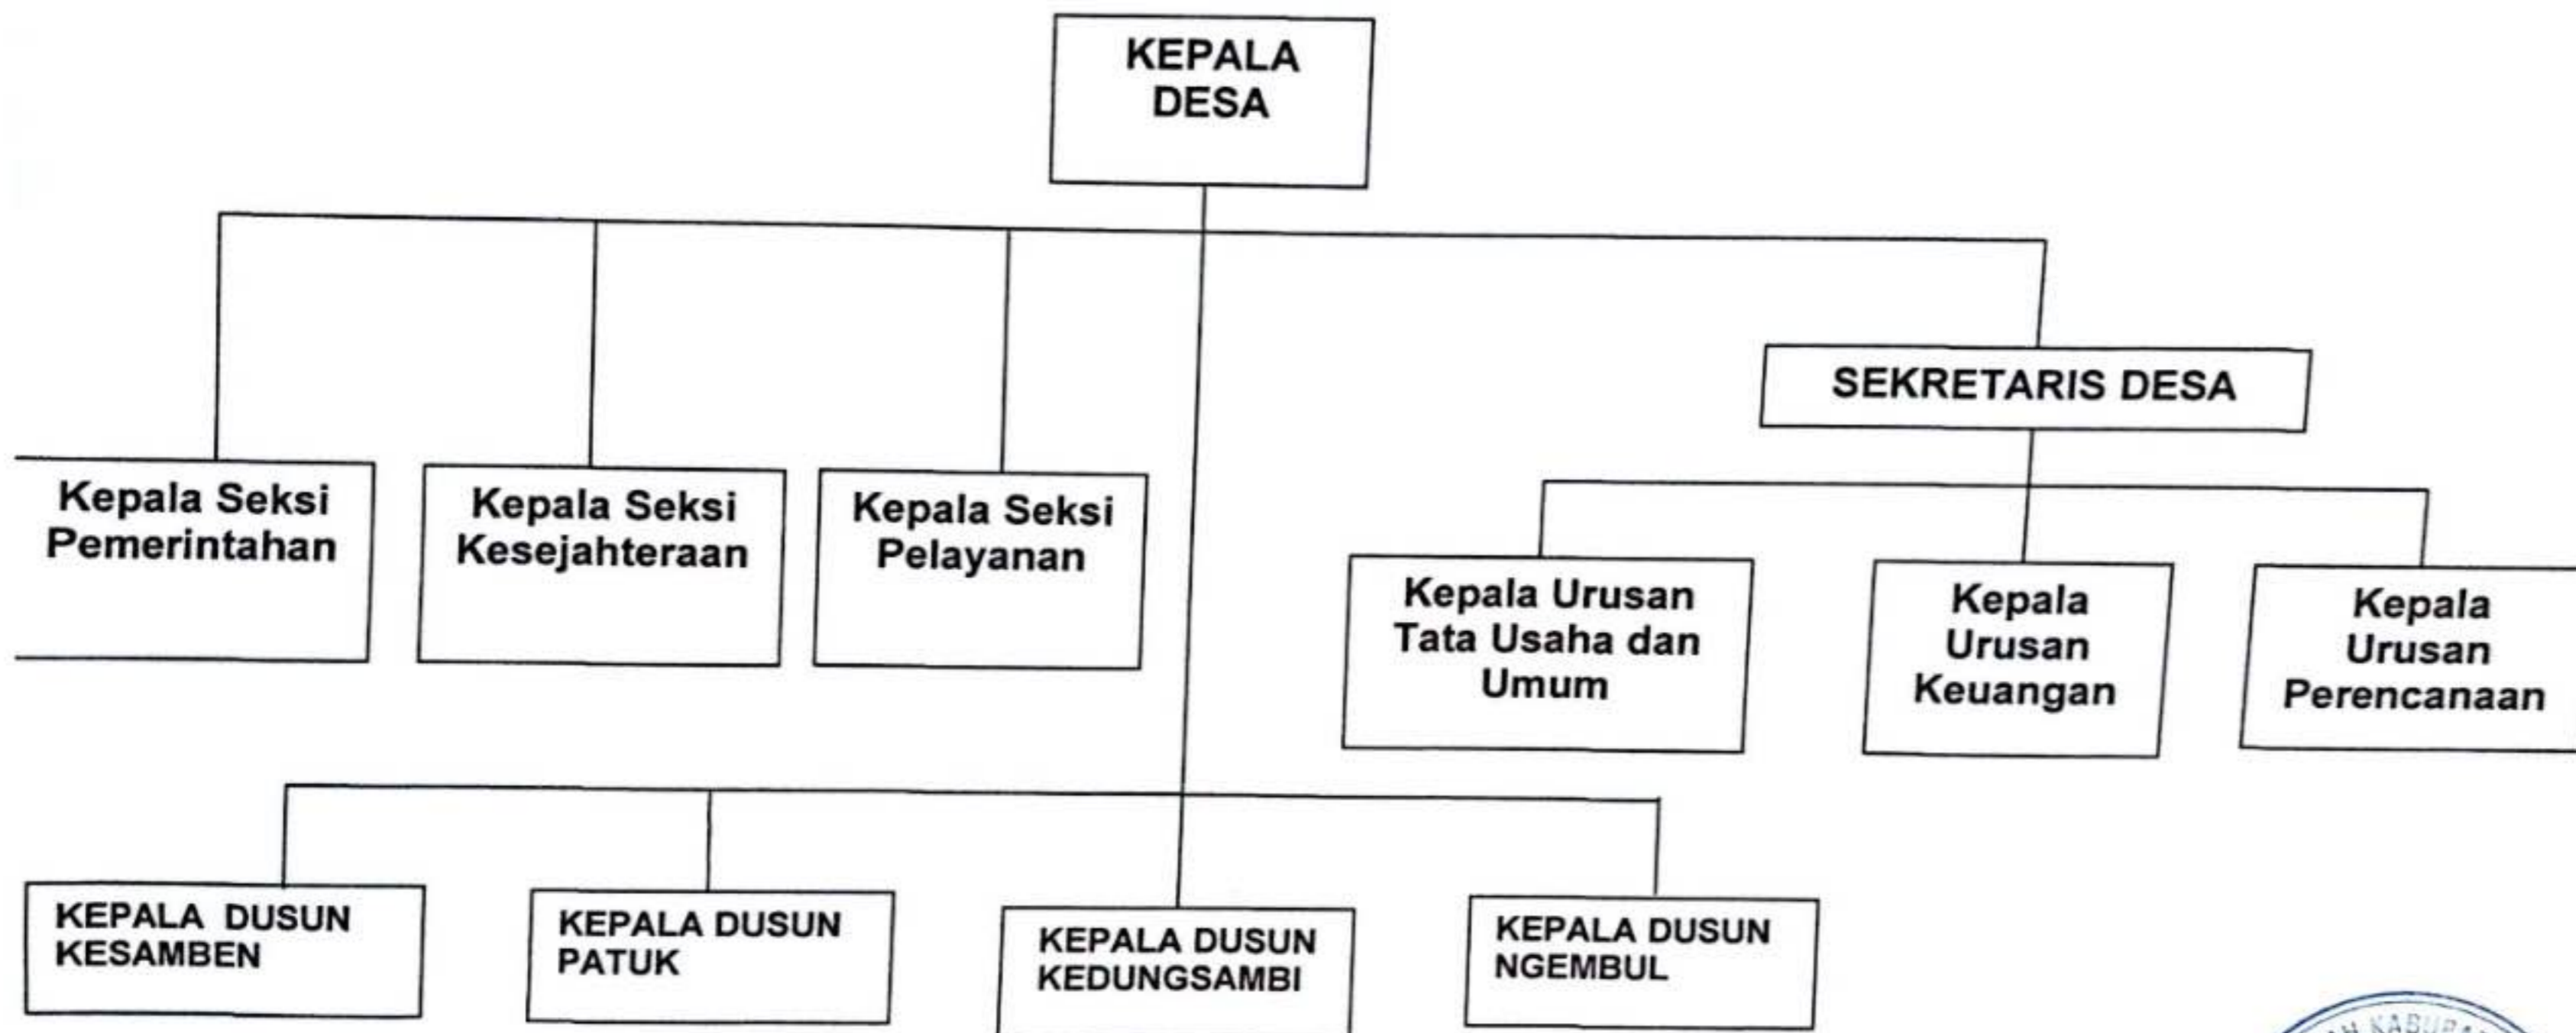 KEPALA
DESA
SEKRETARIS DESA
Kepala Seksi
Pemerintahan
Kepala Seksi
Kesejahteraan
Kepala Seksi
Pelayanan
Kepala Urusan
Tata Usaha dan
Umum
Kepala
Urusan
Keuangan
Kepala
Urusan
Perencanaan
KEPALA DUSUN
KESAMBEN
KEPALA DUSUN
PATUK
KEPALA DUSUN
KEDUNGSAMBI
KEPALA DUSUN
NGEMBUL